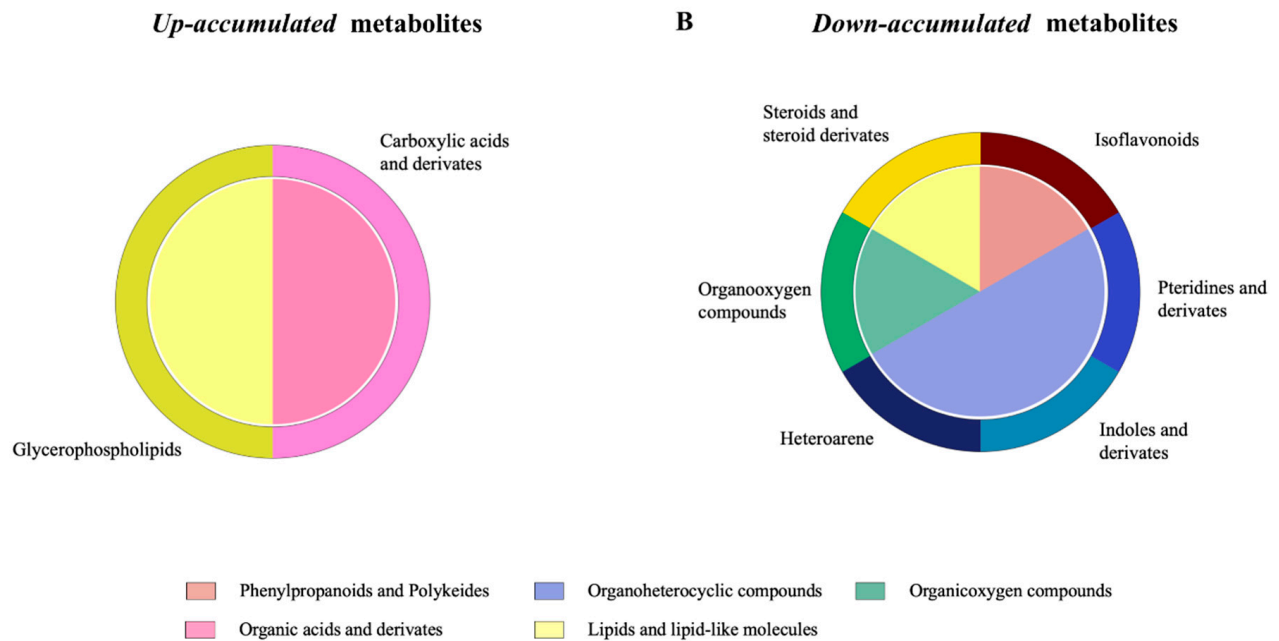 Up-accumulated metabolites
B
Down-accumulated metabolites
Carboxylic acids
and derivates
Glycerophospholipids
Steroids and
steroid derivates
Isoflavonoids
Organooxygen
compounds
Pteridines and
derivates
Heteroarene
Indoles and
derivates
Phenylpropanoids and Polykeides
Organoheterocyclic compounds
Organicoxygen compounds
Organic acids and derivates
Lipids and lipid-like molecules